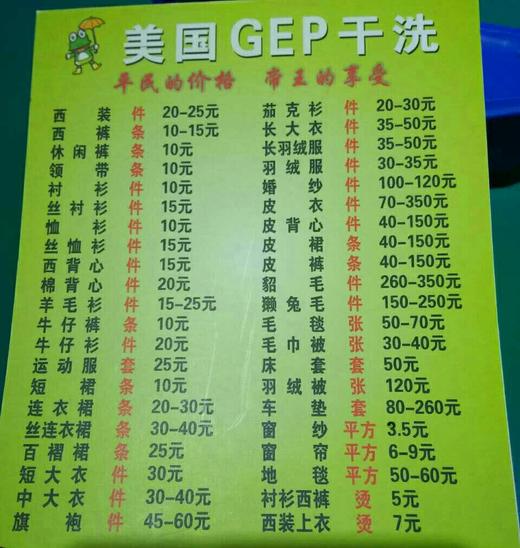 美国GEP干洗
平民的价格 帝王的享受
西装 件 20-25元
西裤 条 10-15元
休闲裤 条 10元
领带 条 10元
衬衫 件 10元
丝衬衫 件 15元
恤衫 件 10元
丝恤衫 件 15元
西背心 件 15元
棉背心 件 20元
羊毛衫 件 15-25元
牛仔裤 条 10元
牛仔衫 件 20元
运动服 套 25元
短裙 条 10元
连衣裙 条 20-30元
丝连衣裙 条 30-40元
百褶裙 条 25元
短大衣 件 30元
中大衣 件 30-40元
旗袍 件 45-60元
茄克衫 件 20-30元
长大衣 件 35-50元
长羽绒服 件 35-50元
羽绒服 件 30-35元
婚纱 件 100-120元
皮衣 件 70-350元
皮背心 件 40-150元
皮裙 条 40-150元
皮裤 条 40-150元
貂毛 件 260-350元
獭兔毛 件 150-250元
毛毯 张 50-70元
毛巾被 张 30-40元
床套 套 50元
羽绒被 张 120元
车垫 套 80-260元
窗纱 平方 3.5元
窗帘 平方 6-9元
地毯 平方 50-60元
衬衫西裤 烫 5元
西装上衣 烫 7元